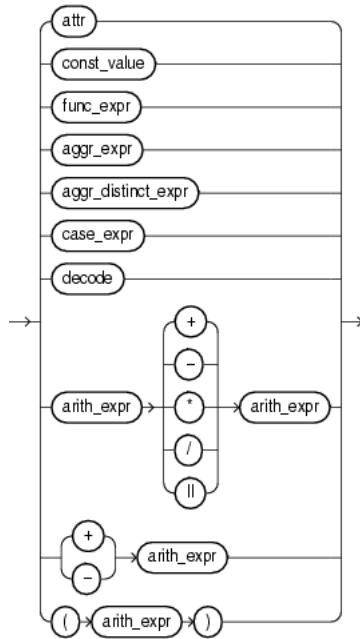 attr
const_value
func_expr
aggr_expr
aggr_distinct_expr
case_expr
decode
+
−
arith_expr * arith_expr
/
||
+
arith_expr
−
( arith_expr )